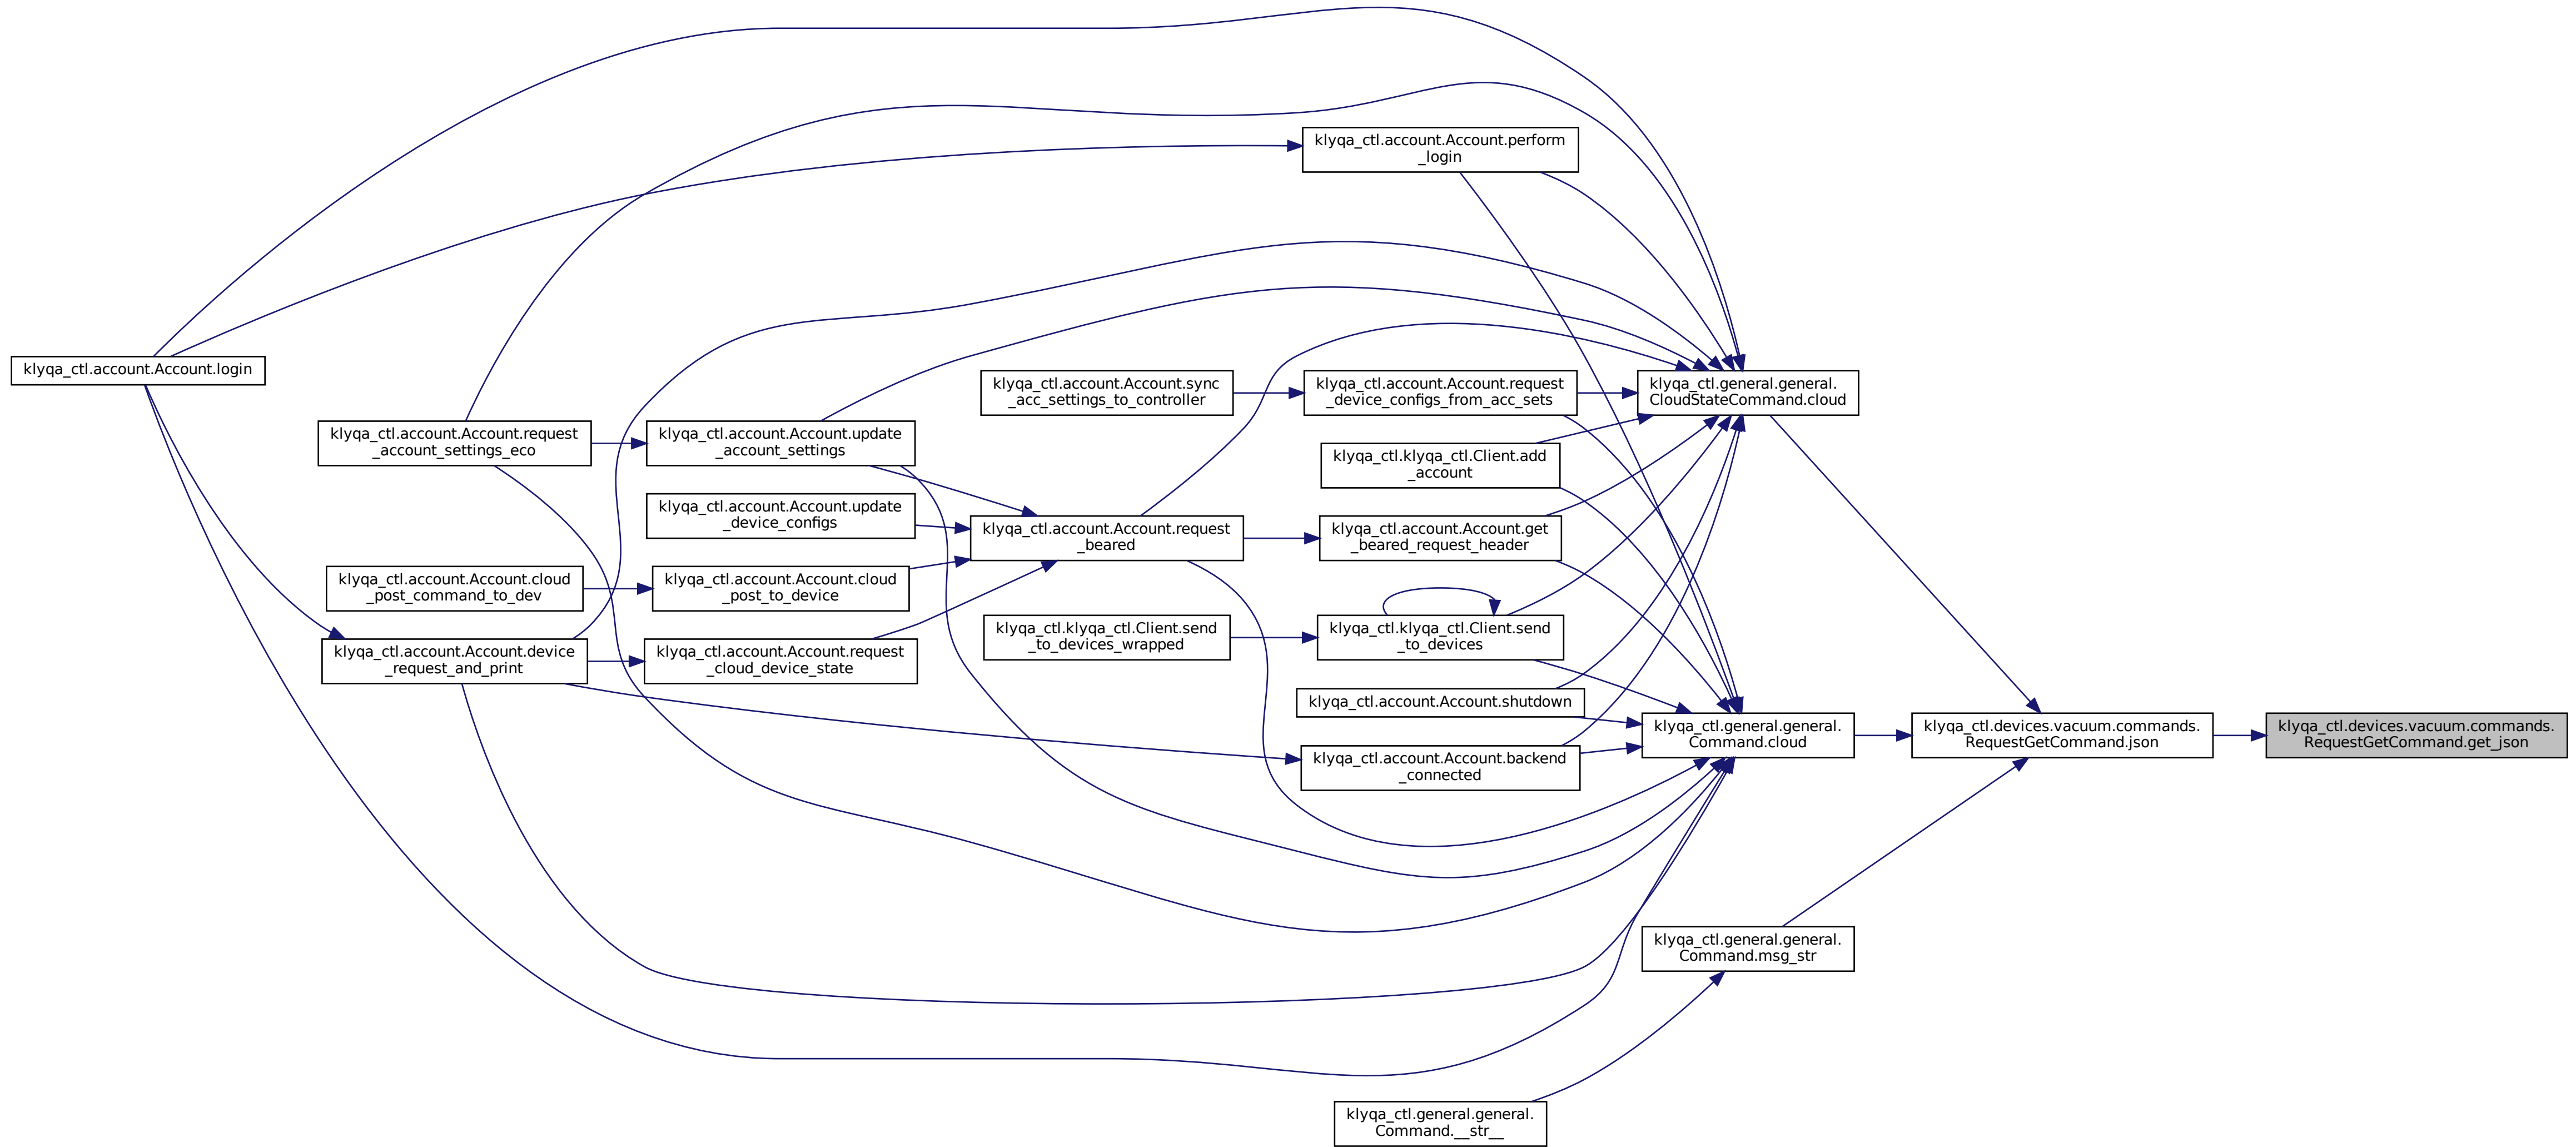 klyqa_ctl.account.Account.perform
_login
klyqa_ctl.account.Account.login
klyqa_ctl.account.Account.sync
_acc_settings_to_controller
klyqa_ctl.account.Account.request
_device_configs_from_acc_sets
klyqa_ctl.general.general.
CloudStateCommand.cloud
klyqa_ctl.account.Account.request
_account_settings_eco
klyqa_ctl.account.Account.update
_account_settings
klyqa_ctl.klyqa_ctl.Client.add
_account
klyqa_ctl.account.Account.update
_device_configs
klyqa_ctl.account.Account.request
_beared
klyqa_ctl.account.Account.get
_beared_request_header
klyqa_ctl.account.Account.cloud
_post_command_to_dev
klyqa_ctl.account.Account.cloud
_post_to_device
klyqa_ctl.klyqa_ctl.Client.send
_to_devices_wrapped
klyqa_ctl.klyqa_ctl.Client.send
_to_devices
klyqa_ctl.account.Account.device
_request_and_print
klyqa_ctl.account.Account.request
_cloud_device_state
klyqa_ctl.account.Account.shutdown
klyqa_ctl.general.general.
Command.cloud
klyqa_ctl.devices.vacuum.commands.
RequestGetCommand.json
klyqa_ctl.devices.vacuum.commands.
RequestGetCommand.get_json
klyqa_ctl.account.Account.backend
_connected
klyqa_ctl.general.general.
Command.msg_str
klyqa_ctl.general.general.
Command.__str__